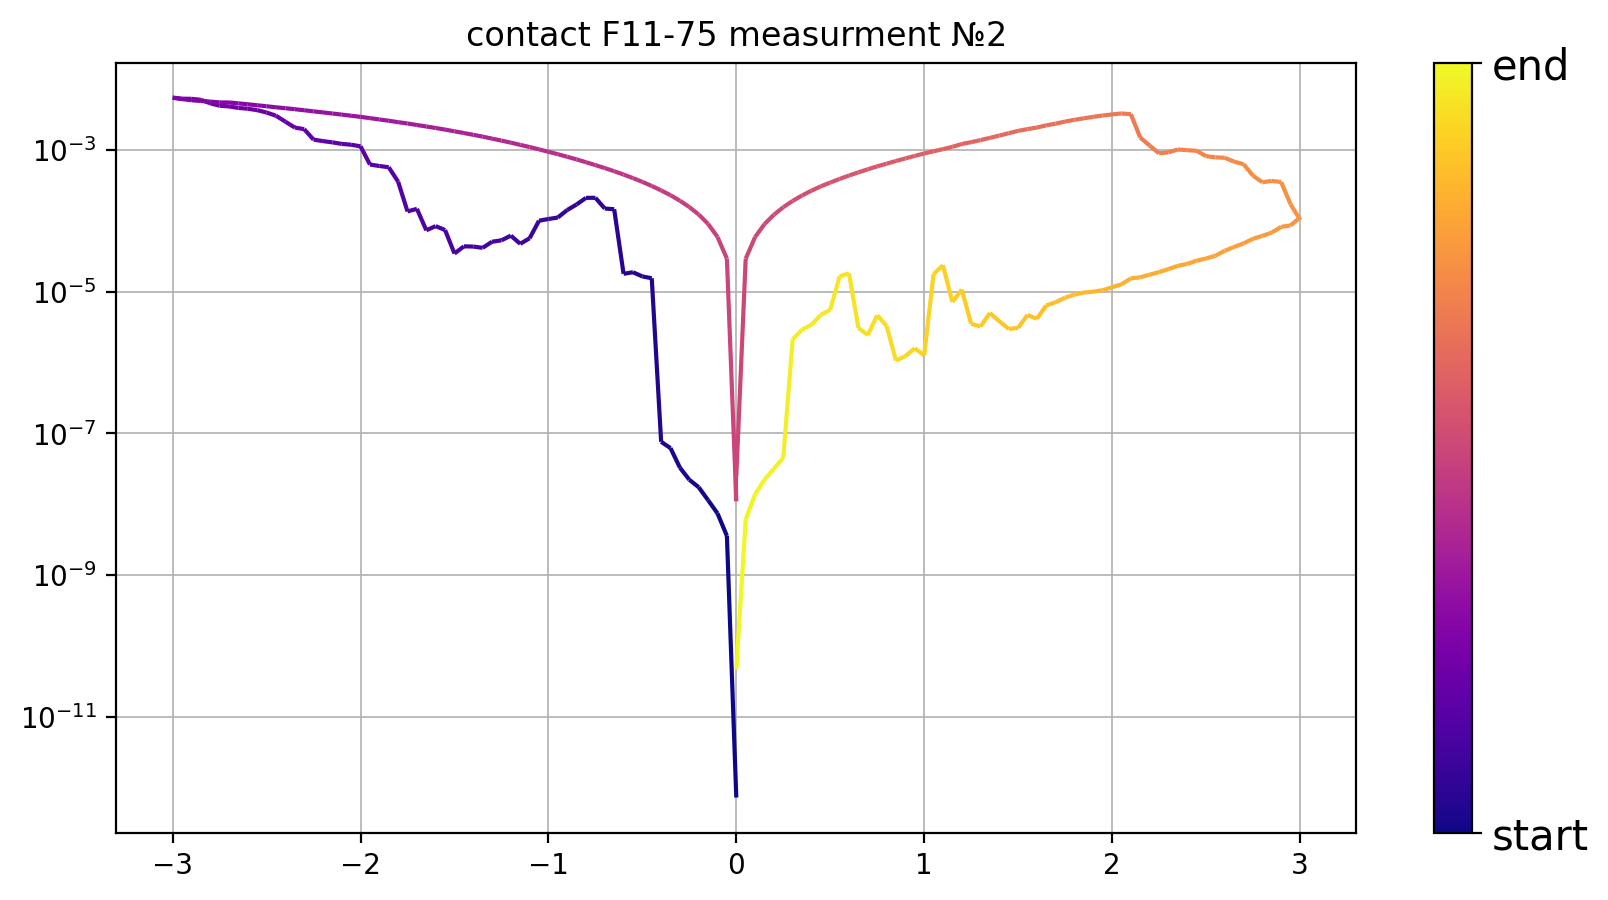 contact F11-75 measurment №2
10⁻³
10⁻⁵
10⁻⁷
10⁻⁹
10⁻¹¹
−3 −2 −1 0 1 2 3
end
start